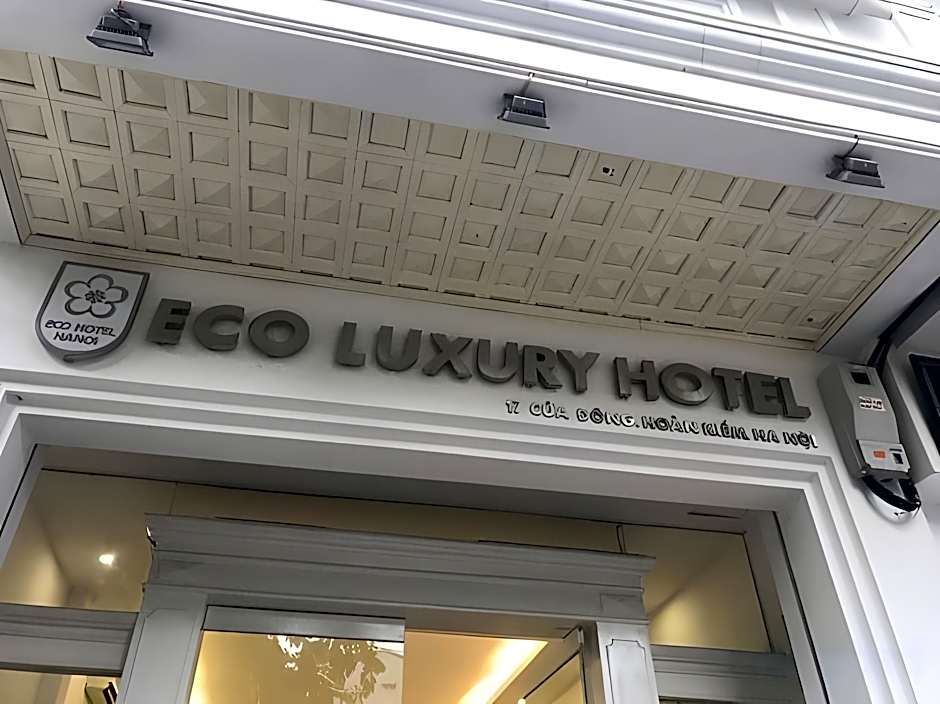 ECO HOTEL
HANOI
ECO LUXURY HOTEL
17 CỬA ĐÔNG, HOÀN KIẾM, HÀ NỘI